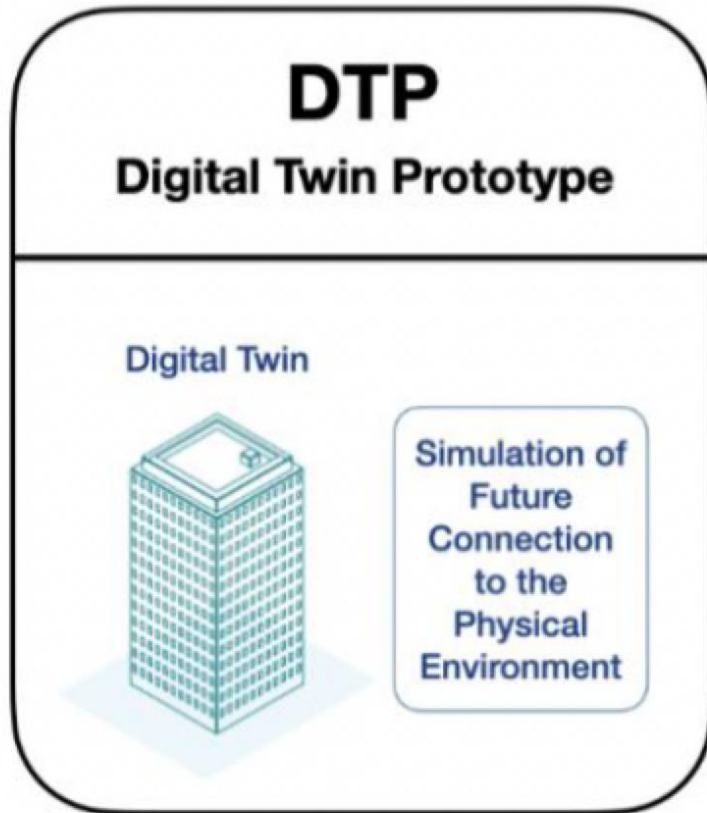 DTP
Digital Twin Prototype
Digital Twin
Simulation of
Future
Connection
to the
Physical
Environment